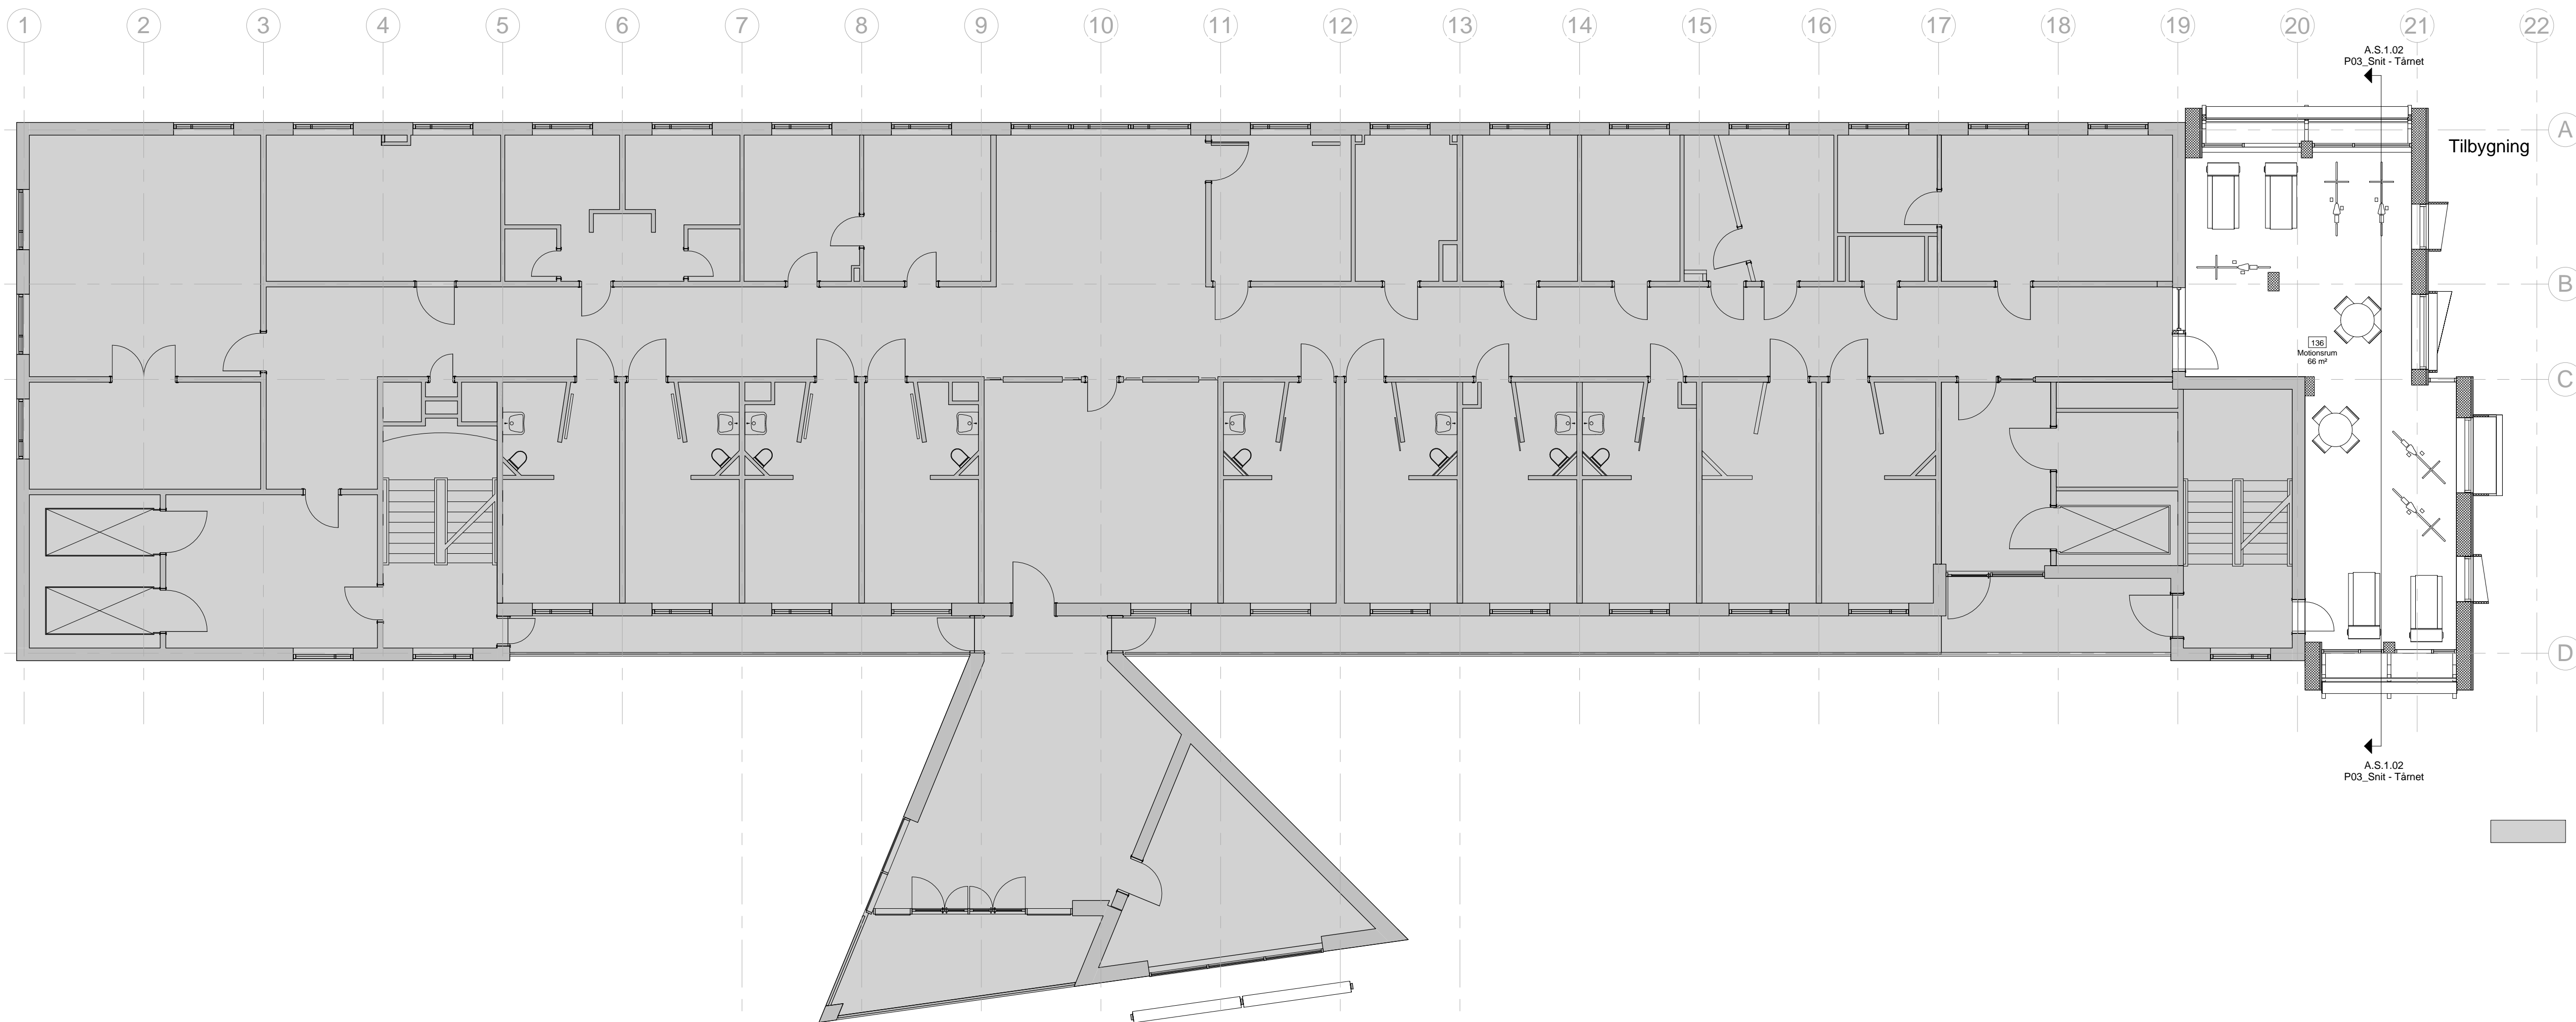 1
2
3
4
5
6
7
8
9
10
11
12
13
14
15
16
17
18
19
20
21
22
A.S.1.02
P03_Snit - Tårnet
A
Tilbygning
B
136
Motionsrum
66 m²
C
D
A.S.1.02
P03_Snit - Tårnet